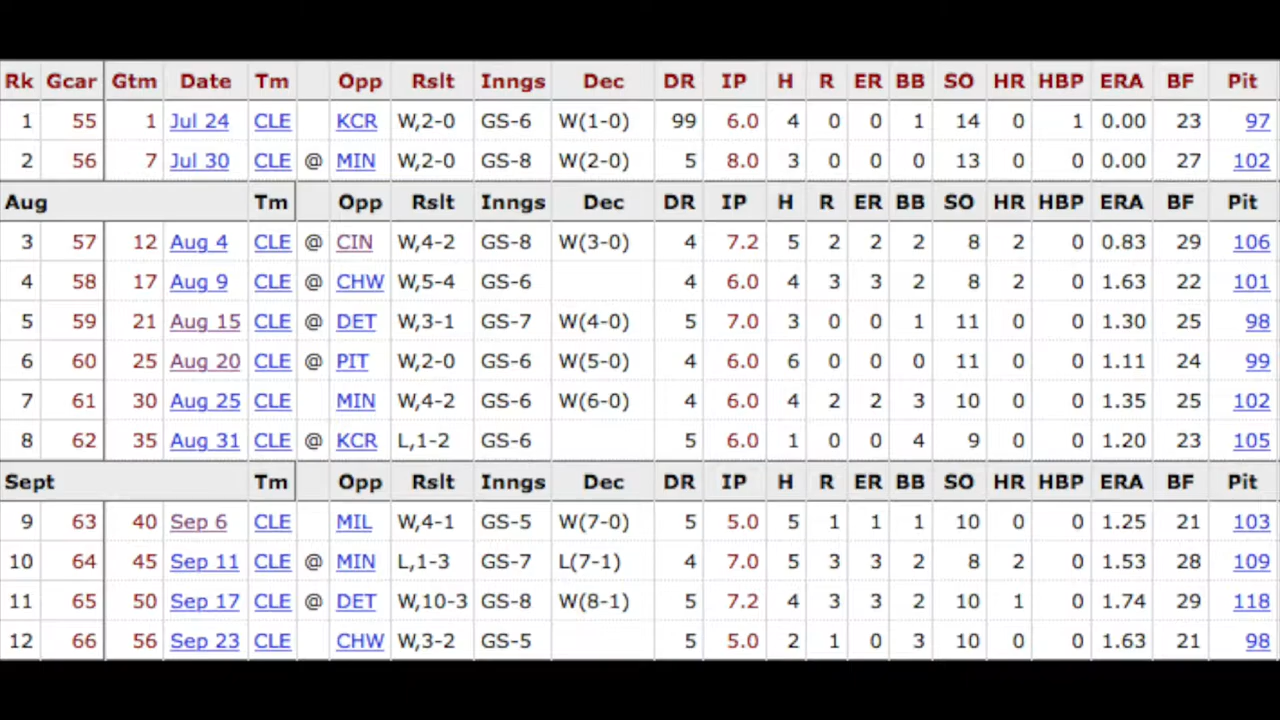 Rk Gcar Gtm Date Tm Opp Rslt Inngs Dec DR IP H R ER BB SO HR HBP ERA BF Pit
1 55 1 Jul 24 CLE KCR W,2-0 GS-6 W(1-0) 99 6.0 4 0 0 1 14 0 1 0.00 23 97
2 56 7 Jul 30 CLE @ MIN W,2-0 GS-8 W(2-0) 5 8.0 3 0 0 0 13 0 0 0.00 27 102
Aug Tm Opp Rslt Inngs Dec DR IP H R ER BB SO HR HBP ERA BF Pit
3 57 12 Aug 4 CLE @ CIN W,4-2 GS-8 W(3-0) 4 7.2 5 2 2 2 8 2 0 0.83 29 106
4 58 17 Aug 9 CLE @ CHW W,5-4 GS-6 4 6.0 4 3 3 2 8 2 0 1.63 22 101
5 59 21 Aug 15 CLE @ DET W,3-1 GS-7 W(4-0) 5 7.0 3 0 0 1 11 0 0 1.30 25 98
6 60 25 Aug 20 CLE @ PIT W,2-0 GS-6 W(5-0) 4 6.0 6 0 0 0 11 0 0 1.11 24 99
7 61 30 Aug 25 CLE MIN W,4-2 GS-6 W(6-0) 4 6.0 4 2 2 3 10 0 0 1.35 25 102
8 62 35 Aug 31 CLE @ KCR L,1-2 GS-6 5 6.0 1 0 0 4 9 0 0 1.20 23 105
Sept Tm Opp Rslt Inngs Dec DR IP H R ER BB SO HR HBP ERA BF Pit
9 63 40 Sep 6 CLE MIL W,4-1 GS-5 W(7-0) 5 5.0 5 1 1 1 10 0 0 1.25 21 103
10 64 45 Sep 11 CLE @ MIN L,1-3 GS-7 L(7-1) 4 7.0 5 3 3 2 8 2 0 1.53 28 109
11 65 50 Sep 17 CLE @ DET W,10-3 GS-8 W(8-1) 5 7.2 4 3 3 2 10 1 0 1.74 29 118
12 66 56 Sep 23 CLE CHW W,3-2 GS-5 5 5.0 2 1 0 3 10 0 0 1.63 21 98